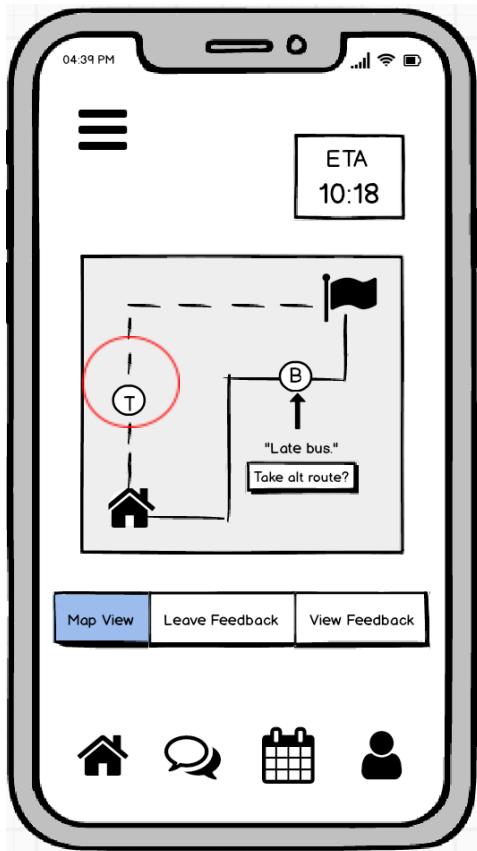 04:39 PM
ETA
10:18
B
T
"Late bus."
Take alt route?
Map View
Leave Feedback
View Feedback